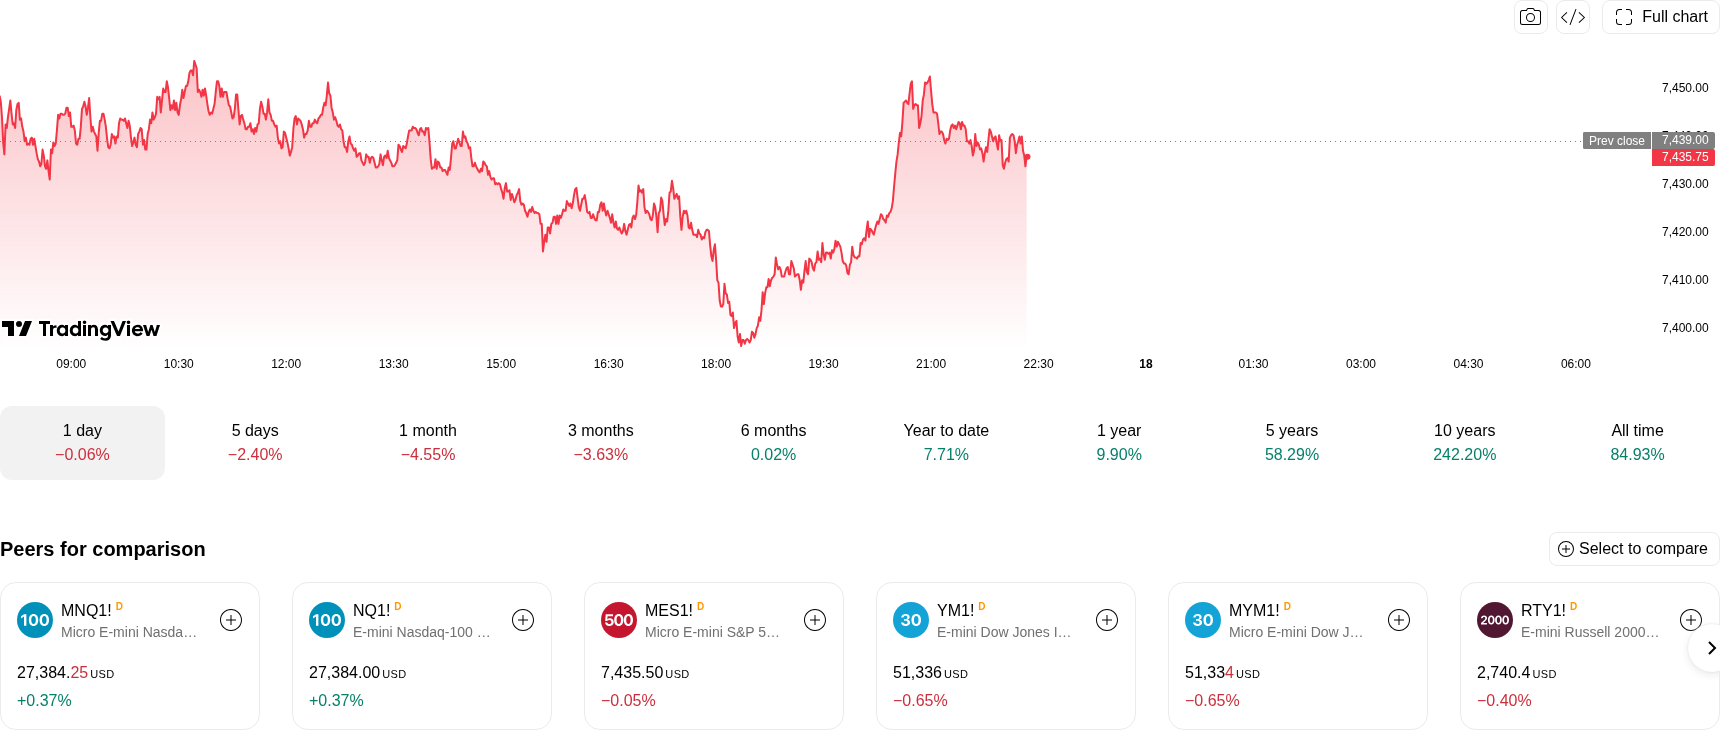 Full chart
7,450.00
Prev close 7,439.00
7,435.75
7,430.00
7,420.00
7,410.00
7,400.00
TradingView
09:00 10:30 12:00 13:30 15:00 16:30 18:00 19:30 21:00 22:30 18 01:30 03:00 04:30 06:00
1 day 5 days 1 month 3 months 6 months Year to date 1 year 5 years 10 years All time
−0.06% −2.40% −4.55% −3.63% 0.02% 7.71% 9.90% 58.29% 242.20% 84.93%
Peers for comparison
Select to compare
100 MNQ1! D
Micro E-mini Nasda…
27,384.25 USD
+0.37%
100 NQ1! D
E-mini Nasdaq-100 …
27,384.00 USD
+0.37%
500 MES1! D
Micro E-mini S&P 5…
7,435.50 USD
−0.05%
30 YM1! D
E-mini Dow Jones I…
51,336 USD
−0.65%
30 MYM1! D
Micro E-mini Dow J…
51,334 USD
−0.65%
2000 RTY1! D
E-mini Russell 2000…
2,740.4 USD
−0.40%